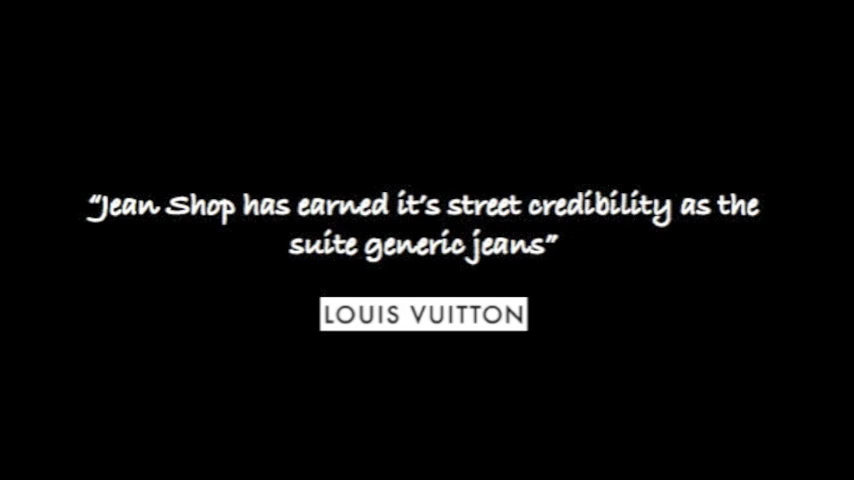 “Jean Shop has earned it’s street credibility as the
suite generic jeans”
LOUIS VUITTON